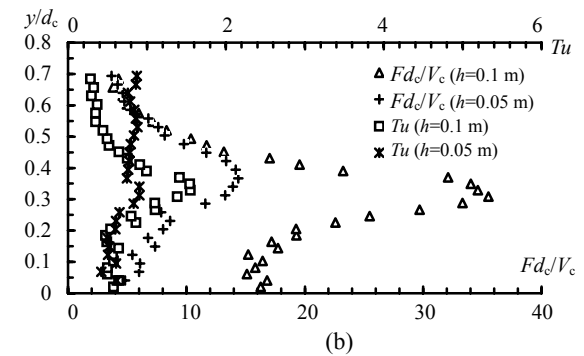 y/dc 0 2 4 6
Tu
0.8
0.7
0.6
0.5
0.4
0.3
0.2
0.1
0
Fdc/Vc (h=0.1 m)
Fdc/Vc (h=0.05 m)
Tu (h=0.1 m)
Tu (h=0.05 m)
Fdc/Vc
0 10 20 30 40
(b)